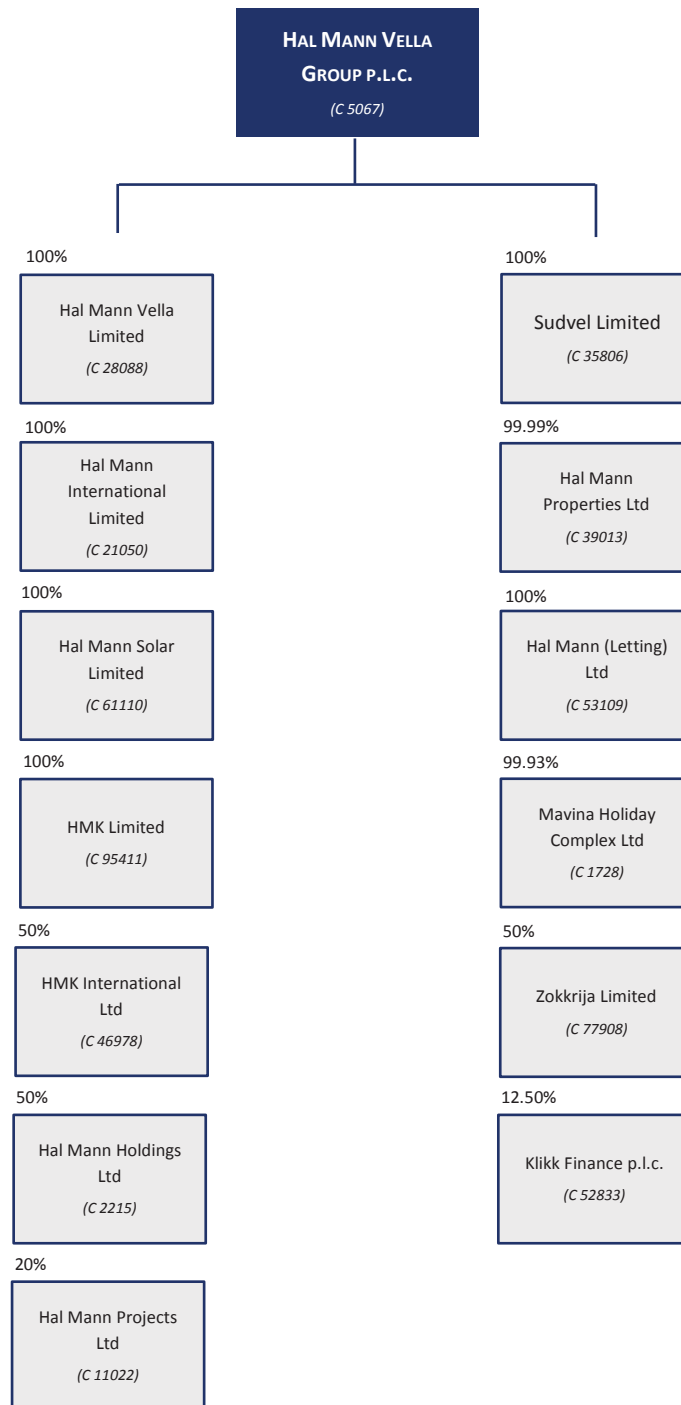 HAL MANN VELLA
GROUP P.L.C.
(C 5067)
100%
Hal Mann Vella
Limited
(C 28088)
100%
Hal Mann
International
Limited
(C 21050)
100%
Hal Mann Solar
Limited
(C 61110)
100%
HMK Limited
(C 95411)
50%
HMK International
Ltd
(C 46978)
50%
Hal Mann Holdings
Ltd
(C 2215)
20%
Hal Mann Projects
Ltd
(C 11022)
100%
Sudvel Limited
(C 35806)
99.99%
Hal Mann
Properties Ltd
(C 39013)
100%
Hal Mann (Letting)
Ltd
(C 53109)
99.93%
Mavina Holiday
Complex Ltd
(C 1728)
50%
Zokkrija Limited
(C 77908)
12.50%
Klikk Finance p.l.c.
(C 52833)